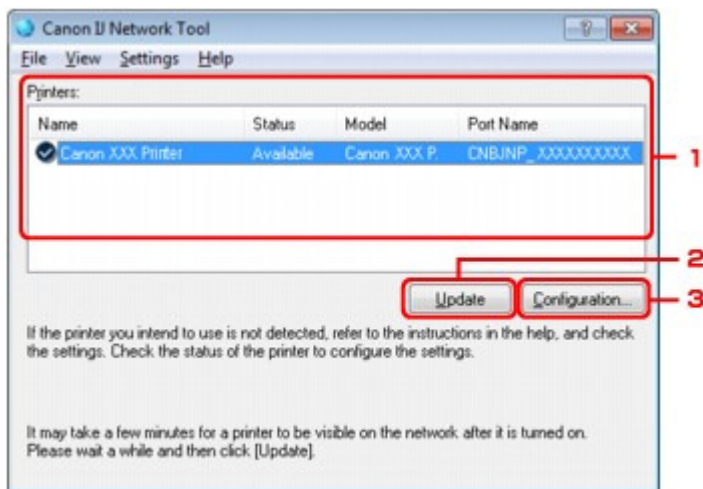 Canon IJ Network Tool
File View Settings Help
Printers:
Name Status Model Port Name
Canon XXX Printer Available Canon XXX P. CNBJNP_XXXXXXXXXX
1
2
Update Configuration... 3
If the printer you intend to use is not detected, refer to the instructions in the help, and check
the settings. Check the status of the printer to configure the settings.
It may take a few minutes for a printer to be visible on the network after it is turned on.
Please wait a while and then click [Update].